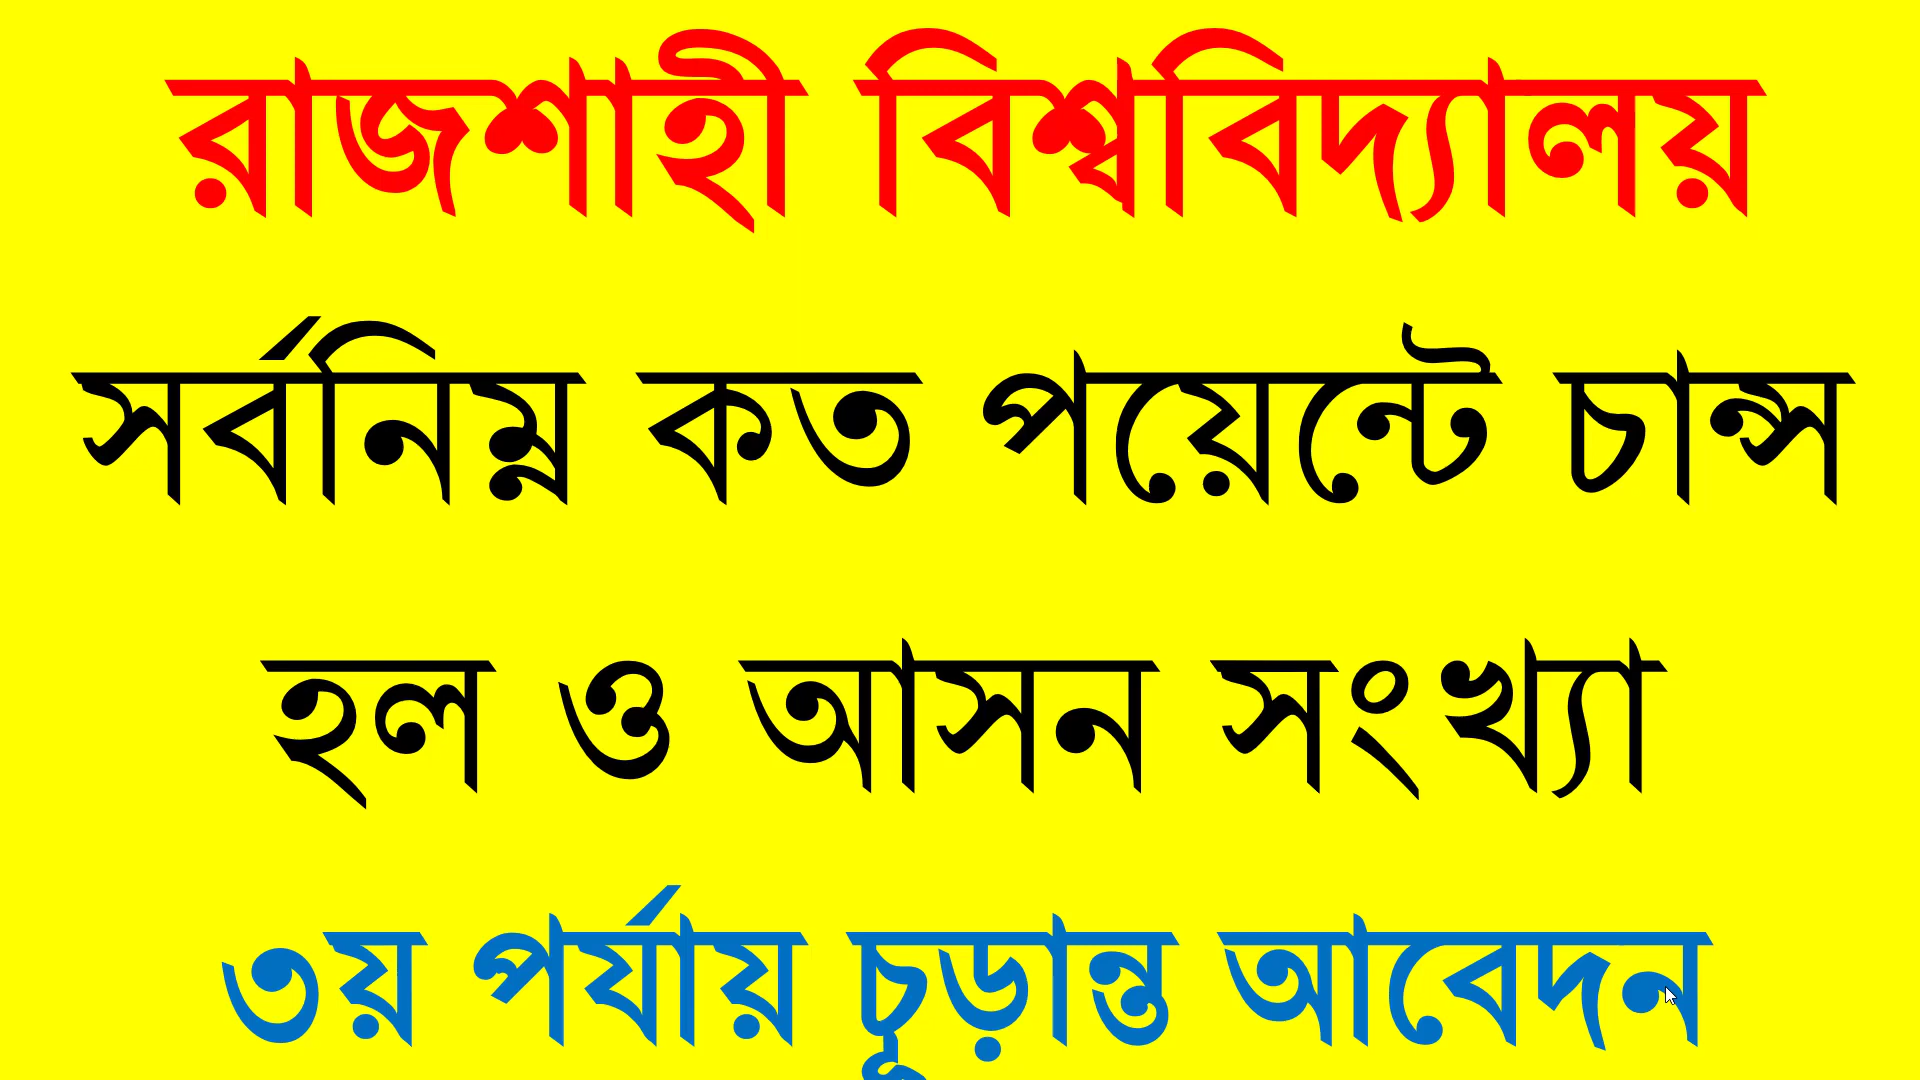 রাজশাহী বিশ্ববিদ্যালয়
সর্বনিম্ন কত পয়েন্টে চান্স
হল ও আসন সংখ্যা
৩য় পর্যায় চূড়ান্ত আবেদন